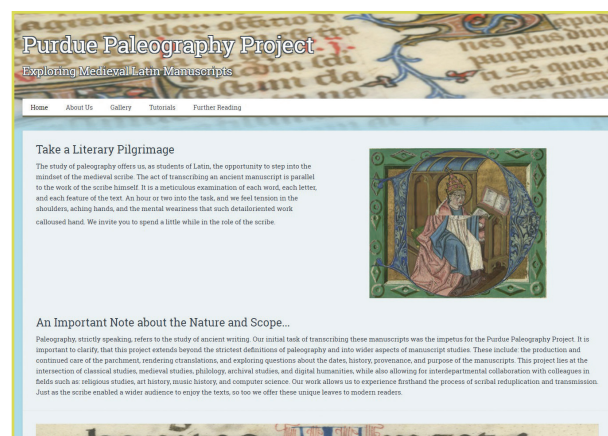 Purdue Paleography Project
Exploring Medieval Latin Manuscripts
Home About Us Gallery Tutorials Further Reading
Take a Literary Pilgrimage
The study of paleography offers us, as students of Latin, the opportunity to step into the
mindset of the medieval scribe. The act of transcribing an ancient manuscript is parallel
to the work of the scribe himself. It is a meticulous examination of each word, each letter,
and each feature of the text. An hour or two into the task, and we feel tension in the
shoulders, aching hands, and the mental weariness that such detailoriented work
calloused hand. We invite you to spend a little while in the role of the scribe.
An Important Note about the Nature and Scope...
Paleography, strictly speaking, refers to the study of ancient writing. Our initial task of transcribing these manuscripts was the impetus for the Purdue Paleography Project. It is
important to clarify, that this project extends beyond the strictest definitions of paleography and into wider aspects of manuscript studies. These include: the production and
continued care of the parchment, rendering ctranslations, and exploring questions about the dates, history, provenance, and purpose of the manuscripts. This project lies at the
intersection of classical studies, medieval studies, philology, archival studies, and digital humanities, while also allowing for interdepartmental collaboration with colleagues in
fields such as: religious studies, art history, music history, and computer science. Our work allows us to experience firsthand the process of scribal reduplication and transmission.
Just as the scribe enabled a wider audience to enjoy the texts, so too we offer these unique leaves to modern readers.